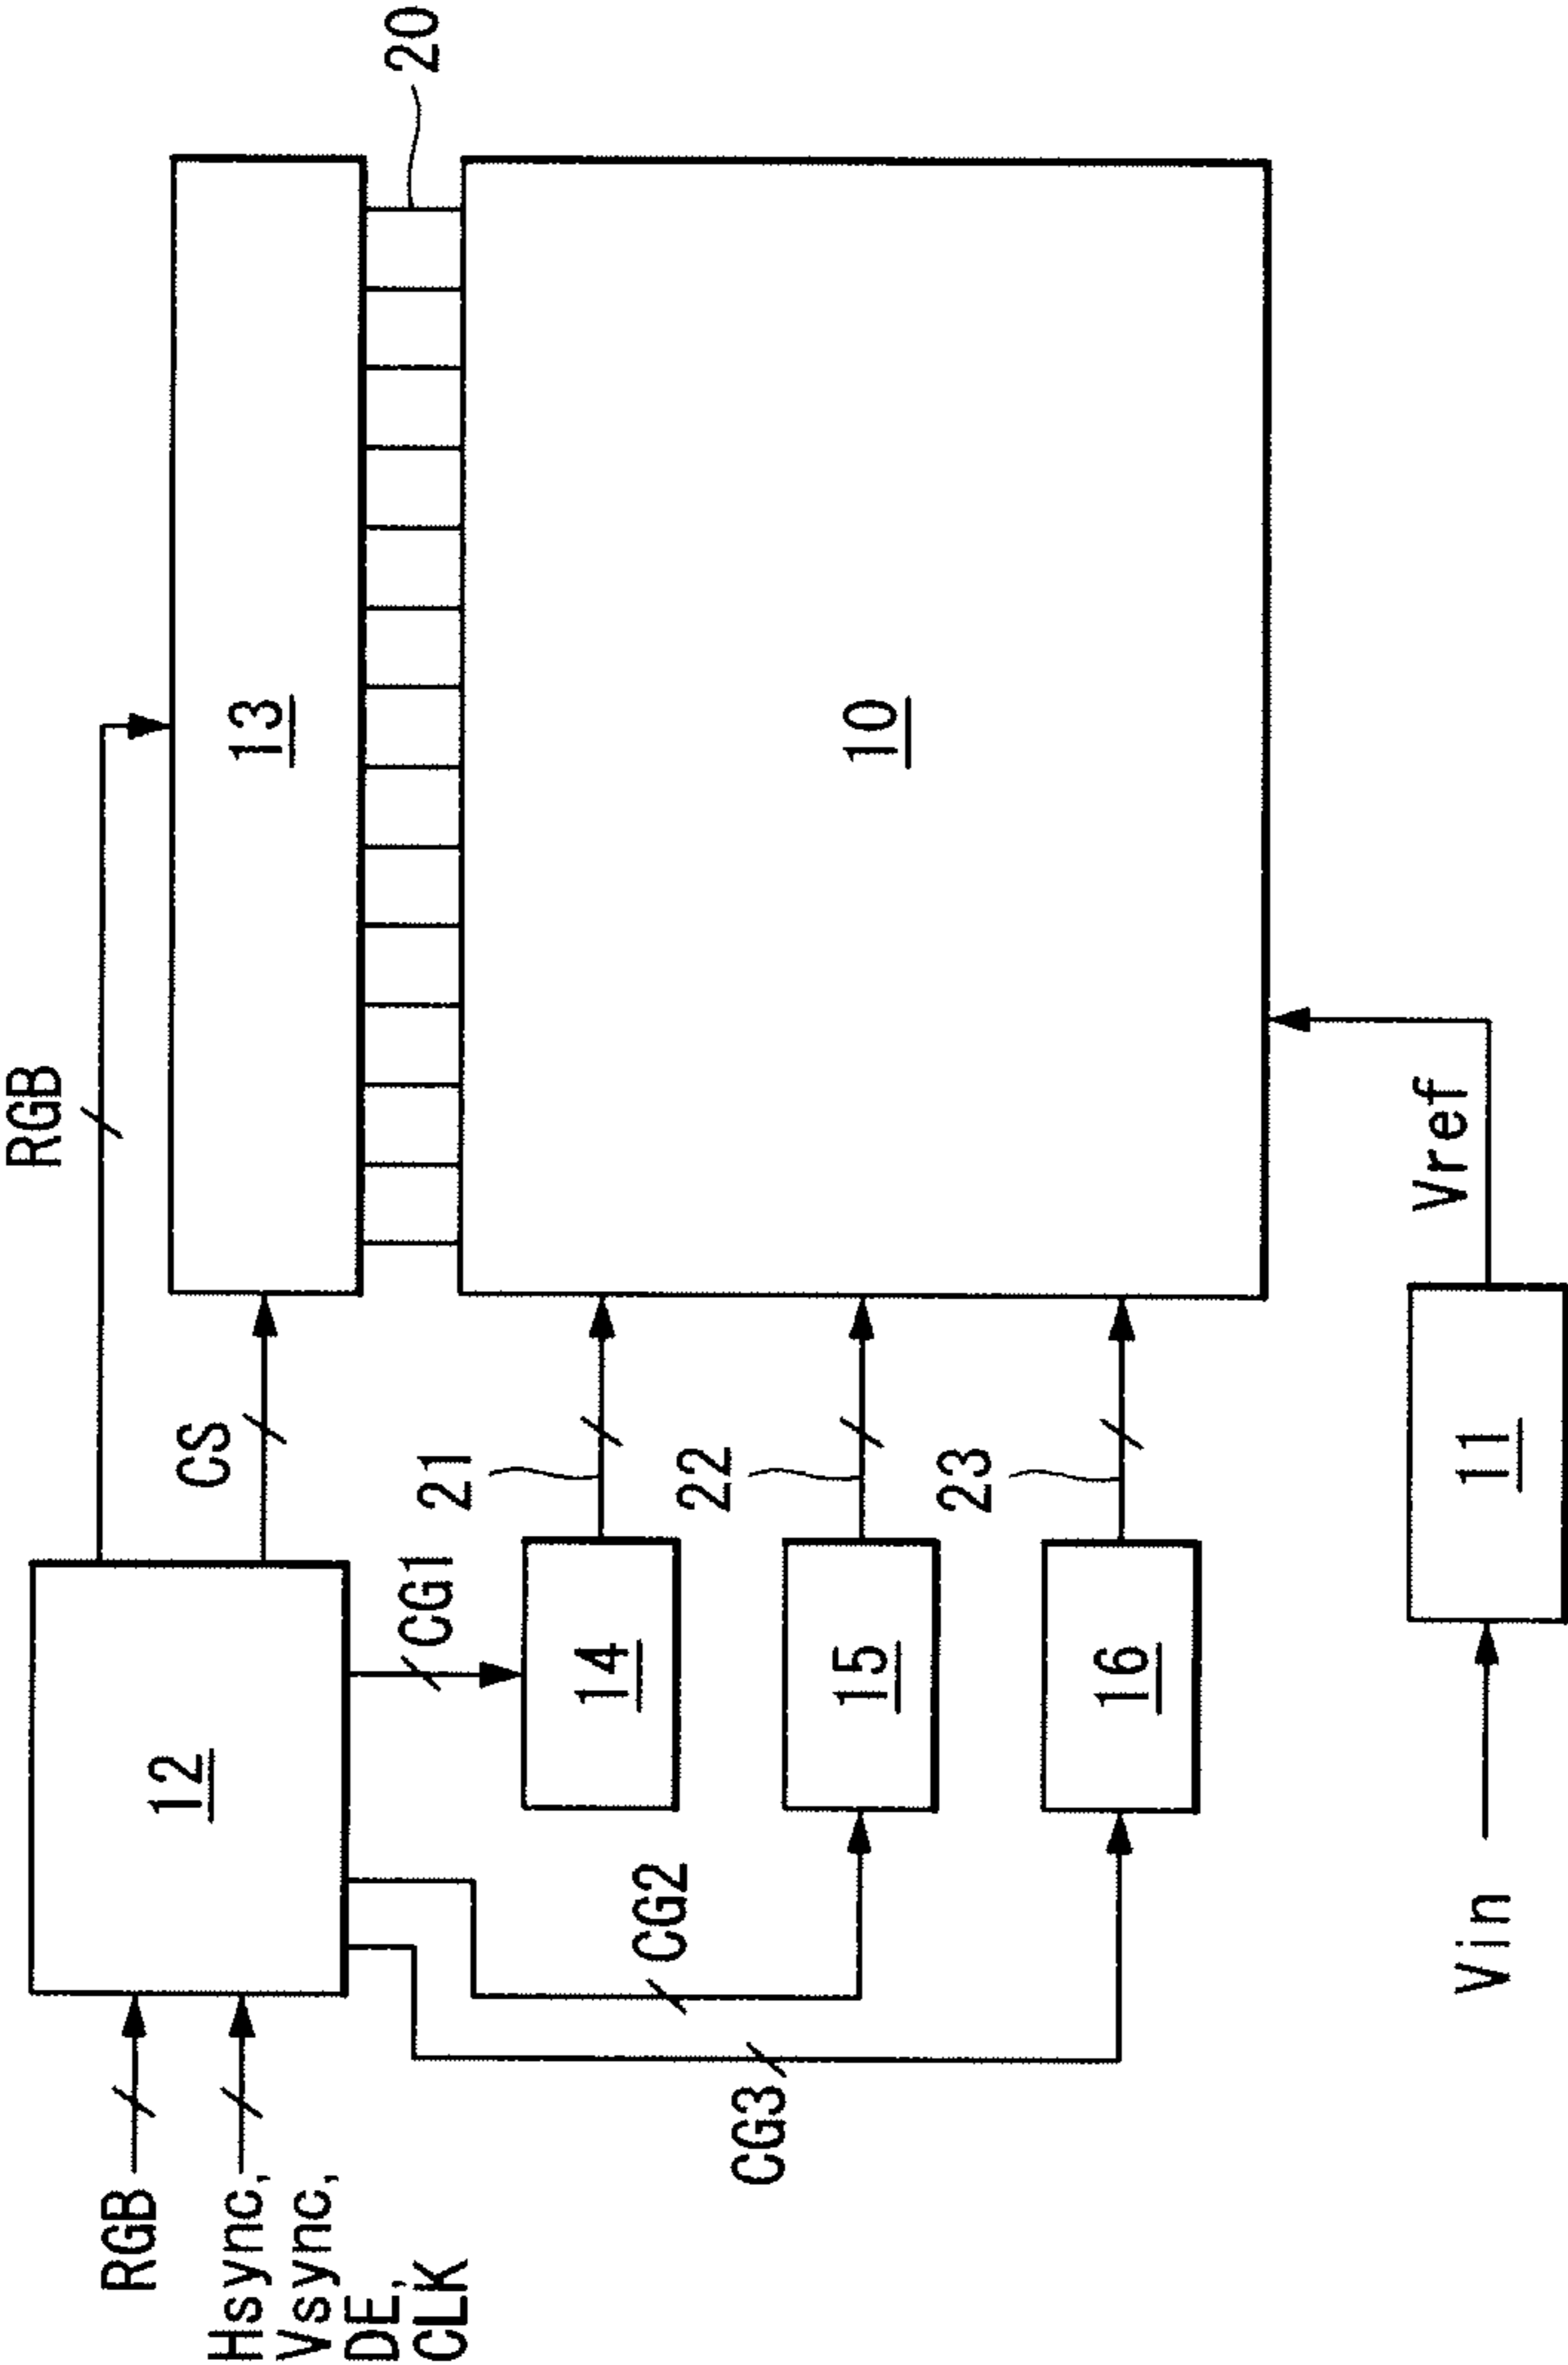 RGB
Hsync,
Vsync,
DE,
CLK
12
RGB
CS
13
20
CG1
14
21
10
CG2
15
22
CG3
16
23
Vin
11
Vref